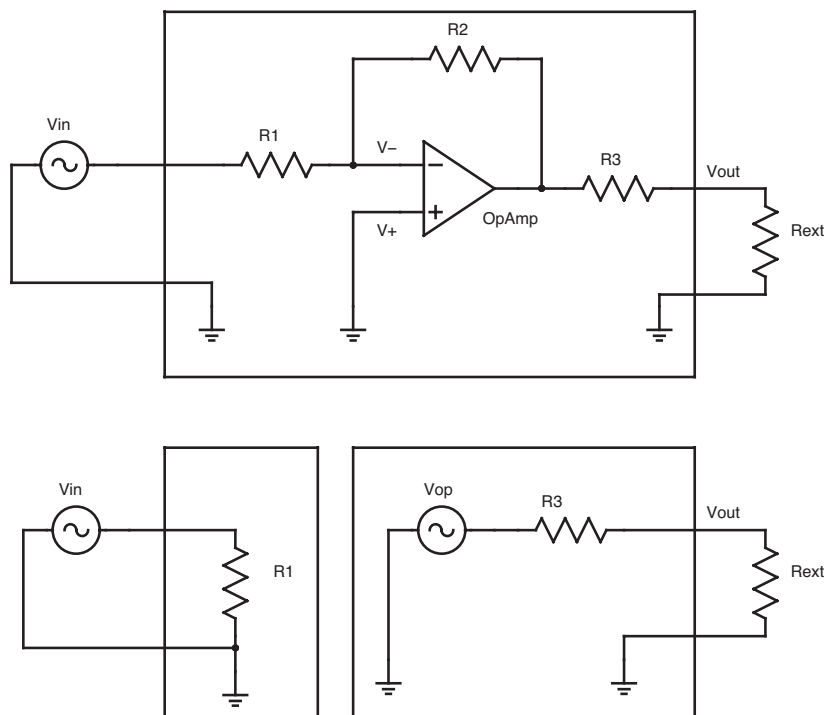 R2
Vin
R1
V−
R3
Vout
−
+
OpAmp
V+
Rext
Vin
Vop
R3
Vout
R1
Rext